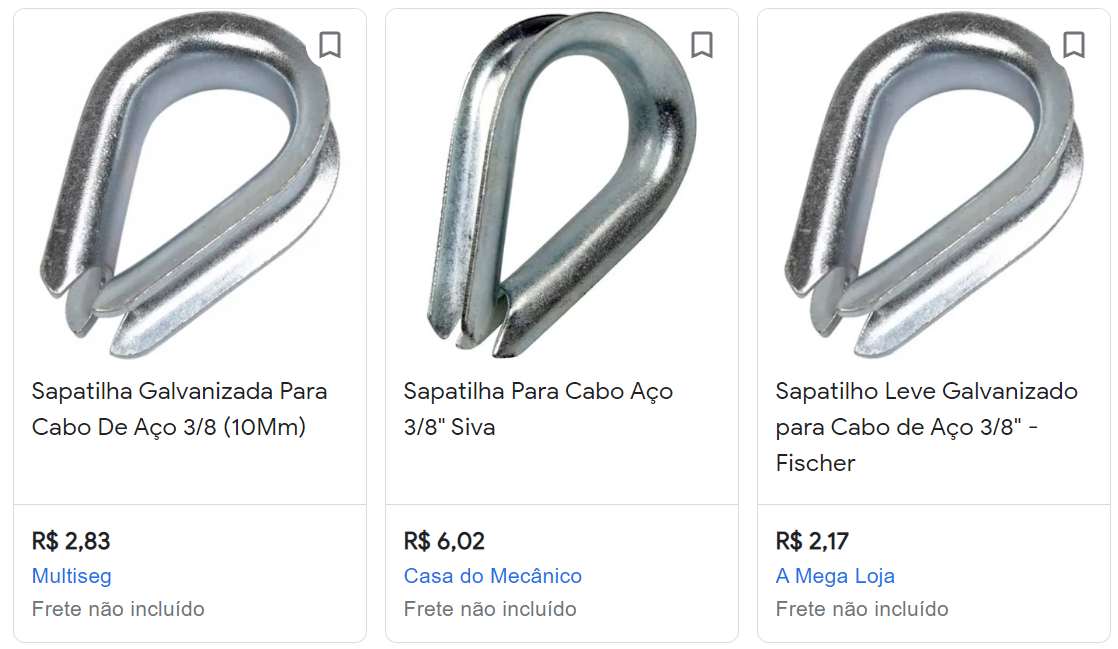 Sapatilha Galvanizada Para
Cabo De Aço 3/8 (10Mm)
R$ 2,83
Multiseg
Frete não incluído
Sapatilha Para Cabo Aço
3/8" Siva
R$ 6,02
Casa do Mecânico
Frete não incluído
Sapatilho Leve Galvanizado
para Cabo de Aço 3/8" -
Fischer
R$ 2,17
A Mega Loja
Frete não incluído